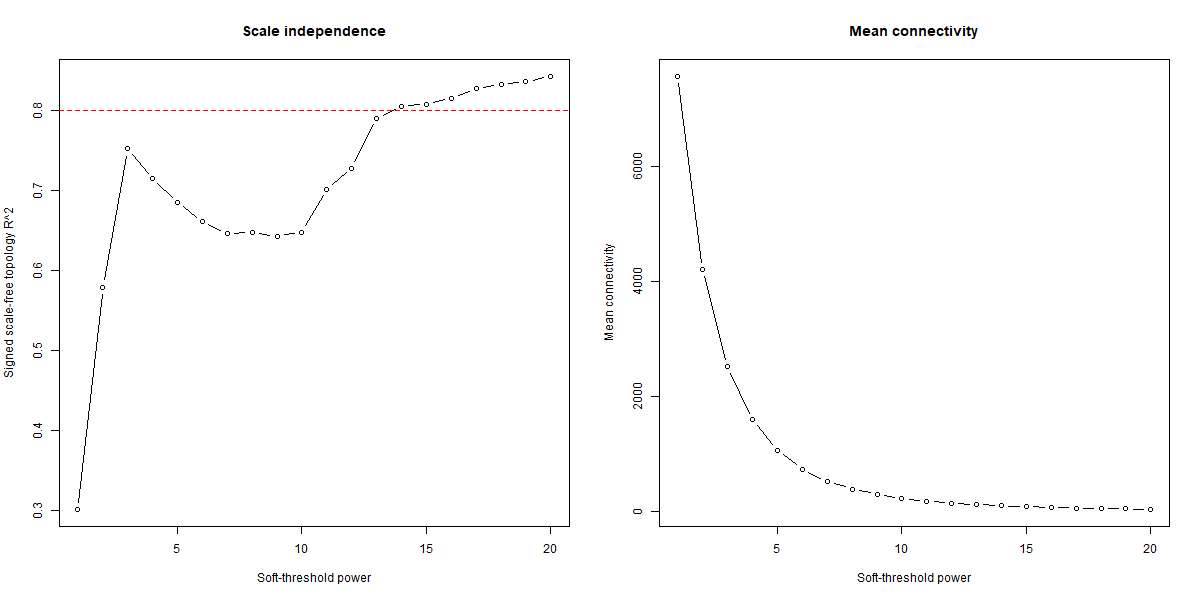 Scale independence
Signed scale-free topology R^2
0.8
0.7
0.6
0.5
0.4
0.3
5 10 15 20
Soft-threshold power
Mean connectivity
Mean connectivity
6000
4000
2000
0
5 10 15 20
Soft-threshold power